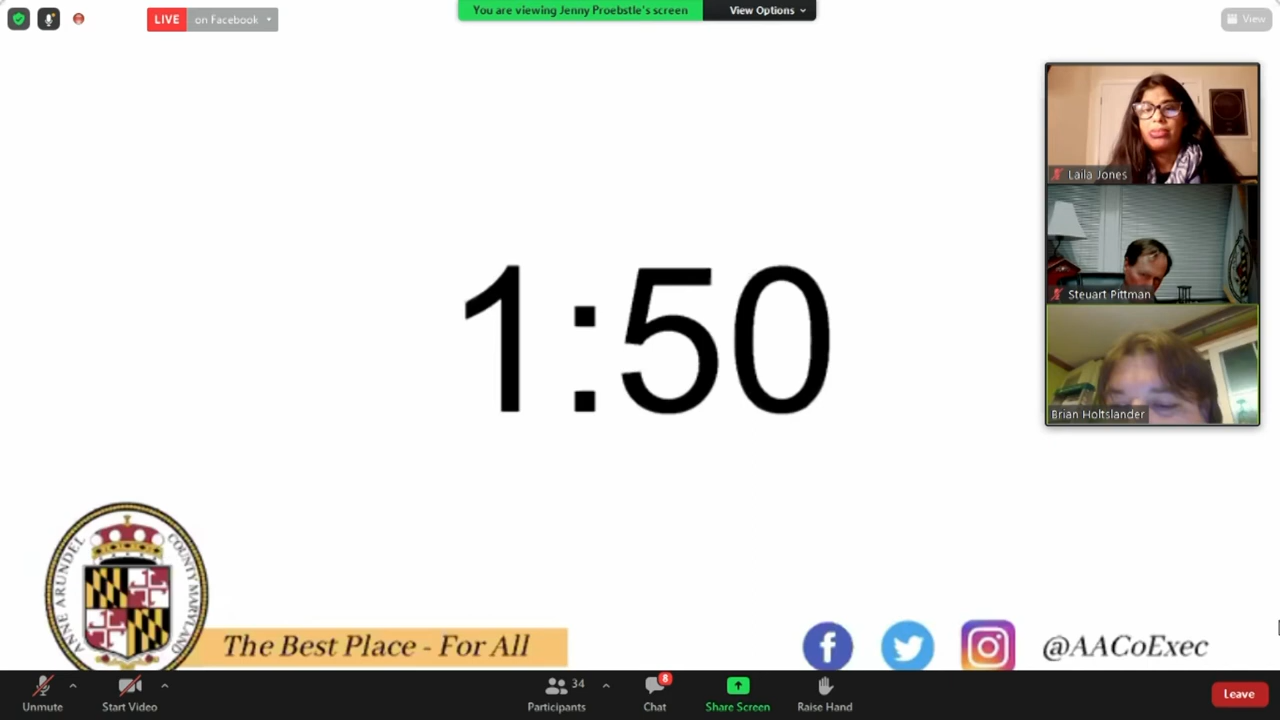 LIVE on Facebook
You are viewing Jenny Proebstle's screen
View Options
View
Laila Jones
Steuart Pittman
1:50
Brian Holtslander
ANNE ARUNDEL COUNTY MARYLAND
The Best Place - For All
@AACoExec
Unmute
Start Video
Participants 34
Chat 8
Share Screen
Raise Hand
Leave